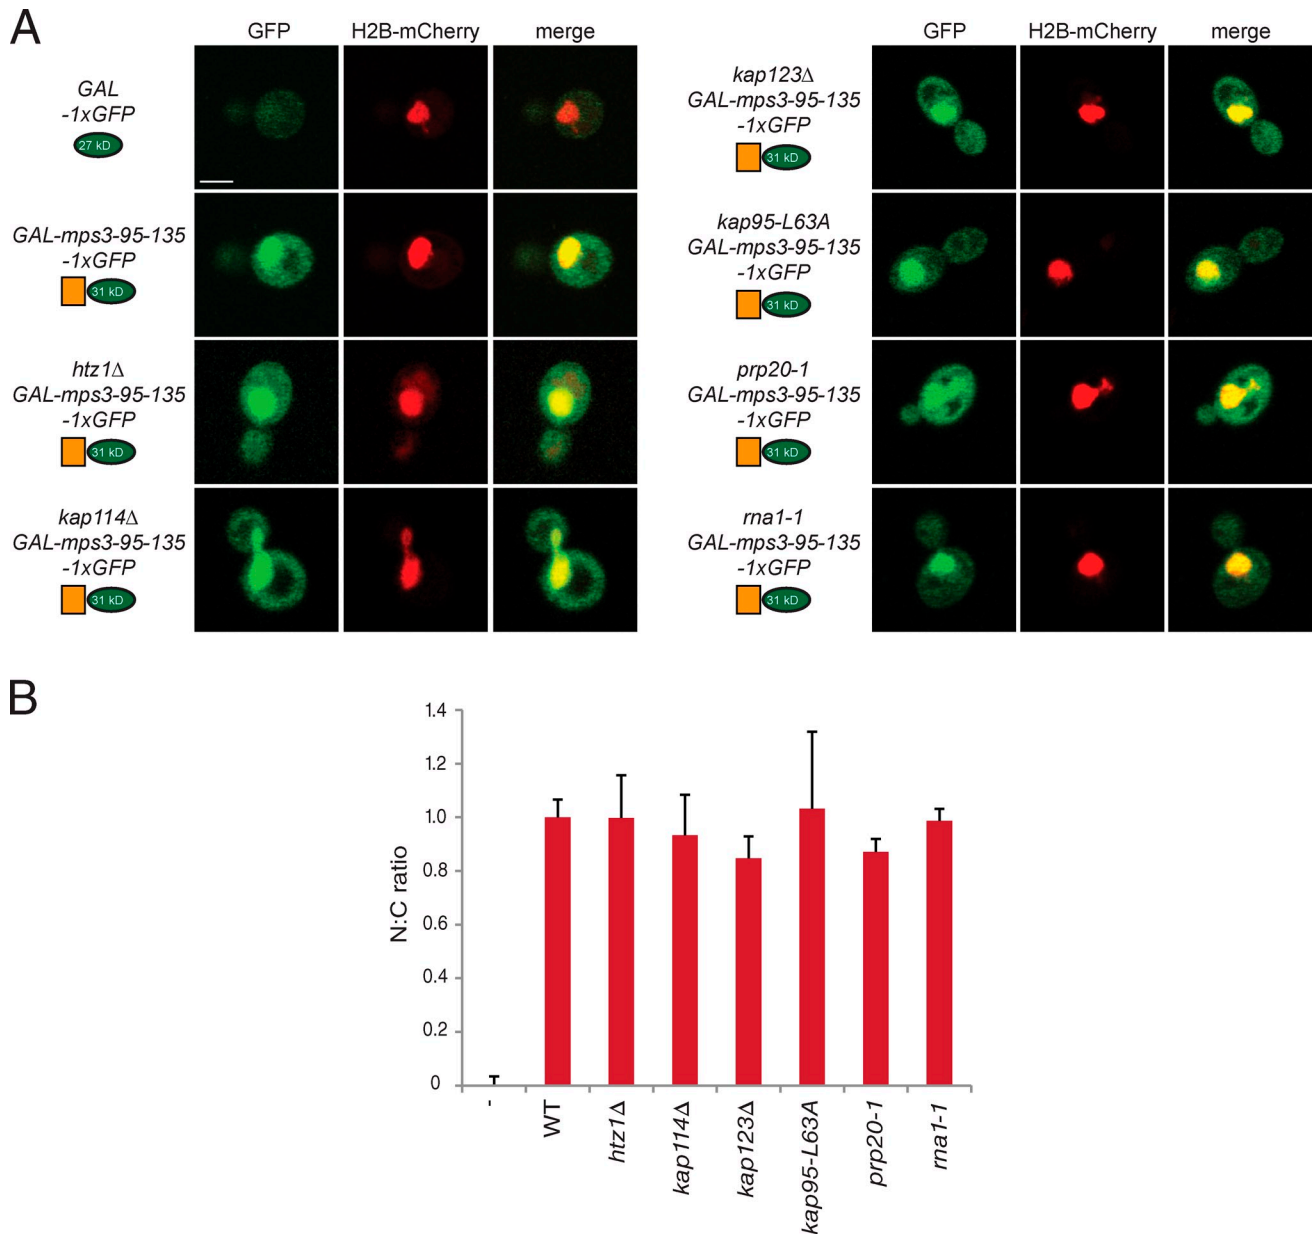 A
GFP H2B-mCherry merge
GAL
-1xGFP
27 kD
GAL-mps3-95-135
-1xGFP
31 kD
htz1Δ
GAL-mps3-95-135
-1xGFP
31 kD
kap114Δ
GAL-mps3-95-135
-1xGFP
31 kD
GFP H2B-mCherry merge
kap123Δ
GAL-mps3-95-135
-1xGFP
31 kD
kap95-L63A
GAL-mps3-95-135
-1xGFP
31 kD
prp20-1
GAL-mps3-95-135
-1xGFP
31 kD
rna1-1
GAL-mps3-95-135
-1xGFP
31 kD
B
N:C ratio
1.4
1.2
1.0
0.8
0.6
0.4
0.2
0
-
WT
htz1Δ
kap114Δ
kap123Δ
kap95-L63A
prp20-1
rna1-1